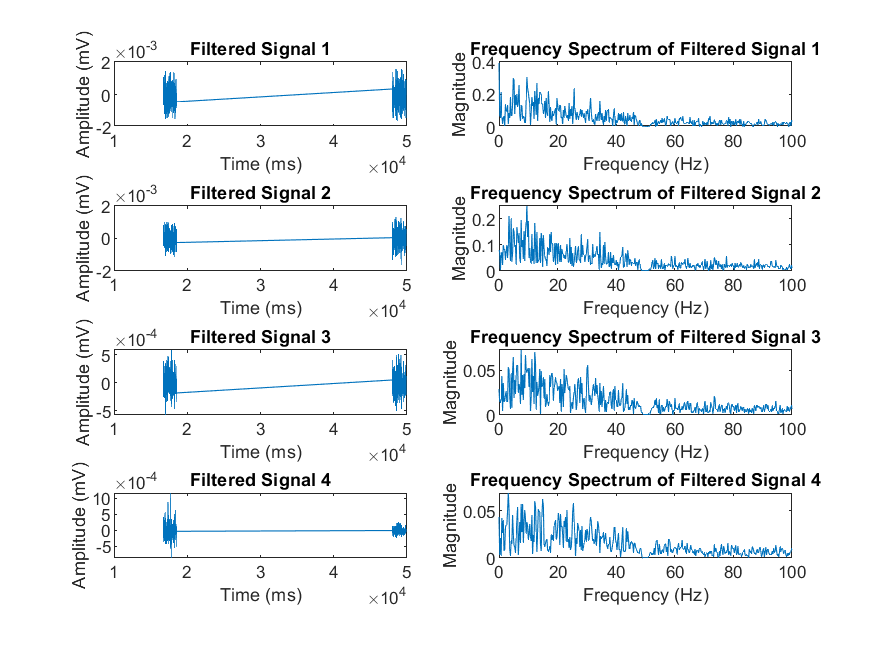 Filtered Signal 1
×10-3
Amplitude (mV)
2
0
-2
1 2 3 4 5
Time (ms)
×104
Frequency Spectrum of Filtered Signal 1
Magnitude
0.4
0.2
0
0 20 40 60 80 100
Frequency (Hz)
Filtered Signal 2
×10-3
Amplitude (mV)
2
0
-2
1 2 3 4 5
Time (ms)
×104
Frequency Spectrum of Filtered Signal 2
Magnitude
0.2
0.1
0
0 20 40 60 80 100
Frequency (Hz)
Filtered Signal 3
×10-4
Amplitude (mV)
5
0
-5
1 2 3 4 5
Time (ms)
×104
Frequency Spectrum of Filtered Signal 3
Magnitude
0.05
0
0 20 40 60 80 100
Frequency (Hz)
Filtered Signal 4
×10-4
Amplitude (mV)
10
5
0
-5
1 2 3 4 5
Time (ms)
×104
Frequency Spectrum of Filtered Signal 4
Magnitude
0.05
0
0 20 40 60 80 100
Frequency (Hz)